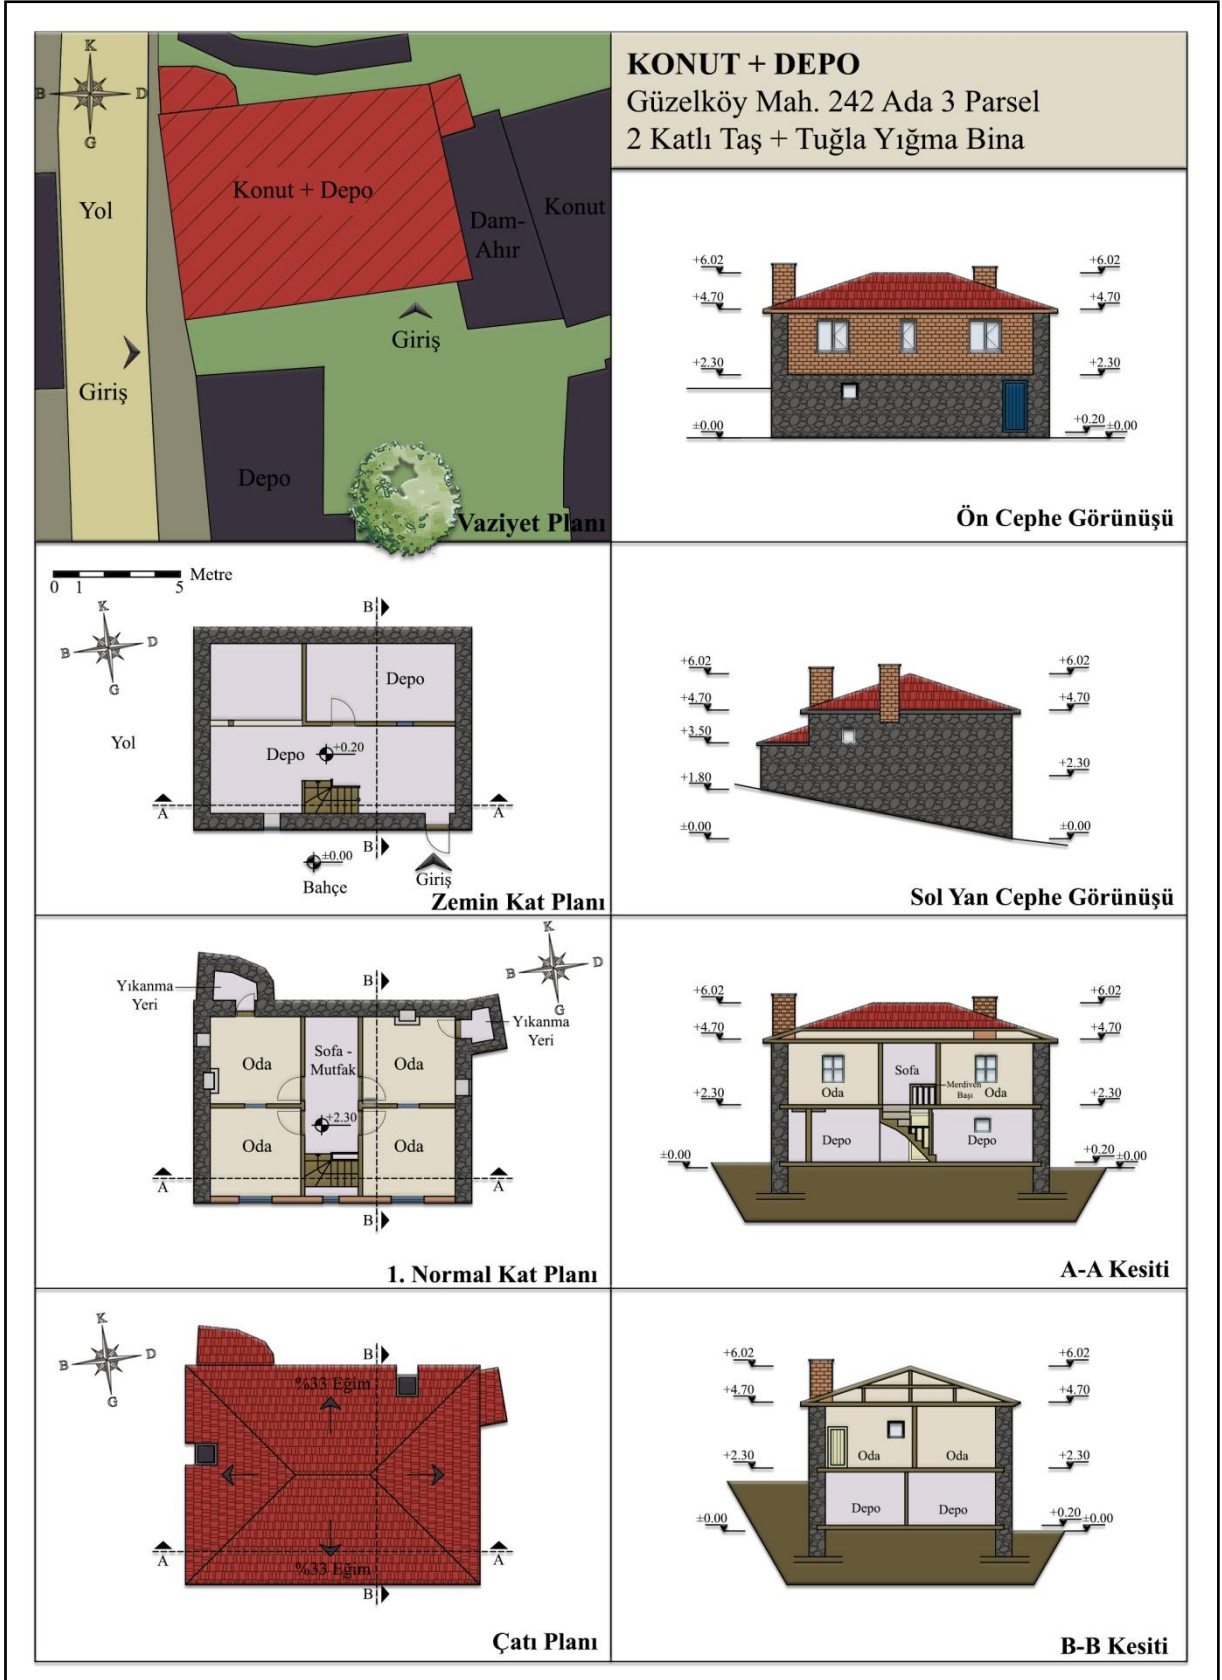 KONUT + DEPO
Güzelköy Mah. 242 Ada 3 Parsel
2 Katlı Taş + Tuğla Yığma Bina
K
B
D
G
Yol
Konut + Depo
Dam-
Ahır
Konut
Giriş
Giriş
Depo
Vaziyet Planı
+6.02
+4.70
+2.30
±0.00
+6.02
+4.70
+2.30
+0.20
±0.00
Ön Cephe Görünüşü
0 1 5 Metre
K
B
D
G
Yol
B
Depo
Depo
+0.20
A
A
B
±0.00
Bahçe
Giriş
Zemin Kat Planı
+6.02
+4.70
+3.50
+1.80
±0.00
+6.02
+4.70
+2.30
±0.00
Sol Yan Cephe Görünüşü
K
B
D
G
B
Yıkanma
Yeri
Yıkanma
Yeri
Oda
Sofa -
Mutfak
Oda
+2.30
Oda
Oda
A
A
B
1. Normal Kat Planı
+6.02
+4.70
+2.30
±0.00
+6.02
+4.70
+2.30
+0.20
±0.00
Sofa
Merdiven
Başı
Oda
Oda
Depo
Depo
A-A Kesiti
K
B
D
G
B
%33 Eğim
%33 Eğim
A
A
B
Çatı Planı
+6.02
+4.70
+2.30
±0.00
+6.02
+4.70
+2.30
+0.20
±0.00
Oda
Oda
Depo
Depo
B-B Kesiti